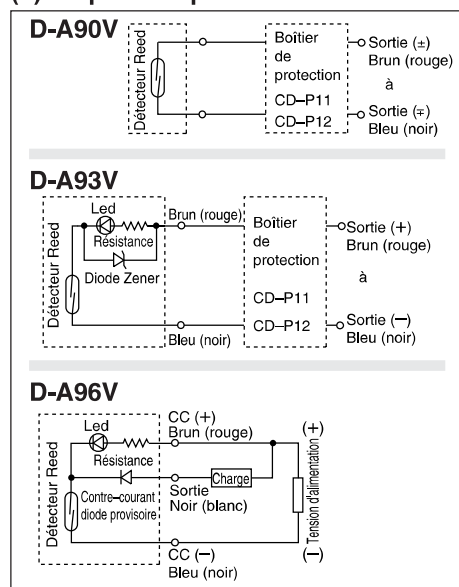 D-A90V
Détecteur Reed
Boîtier
de
protection
CD–P11
CD–P12
Sortie (±)
Brun (rouge)
à
Sortie (∓)
Bleu (noir)
D-A93V
Détecteur Reed
Led
Résistance
Diode Zener
Brun (rouge)
Bleu (noir)
Boîtier
de
protection
CD–P11
CD–P12
Sortie (+)
Brun (rouge)
à
Sortie (—)
Bleu (noir)
D-A96V
Détecteur Reed
Led
Résistance
Contre–courant
diode provisoire
CC (+)
Brun (rouge)
Charge
Sortie
Noir (blanc)
CC (—)
Bleu (noir)
(+)
Tension d'alimentation
(—)